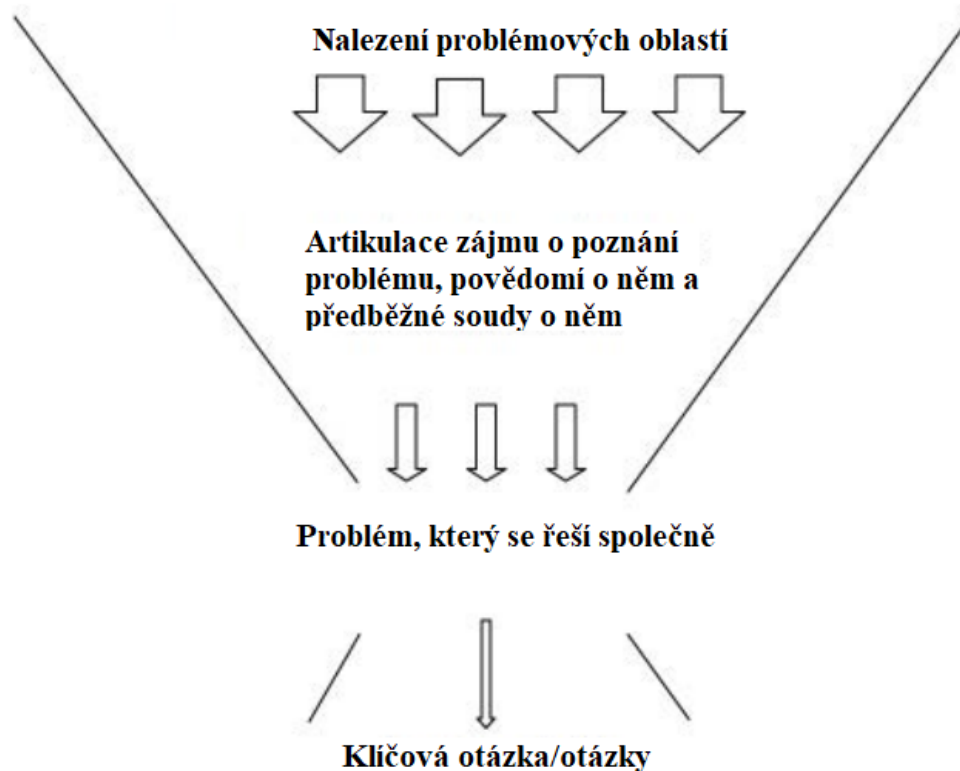 Nalezení problémových oblastí
Artikulace zájmu o poznání
problému, povědomí o něm a
předběžné soudy o něm
Problém, který se řeší společně
Klíčová otázka/otázky